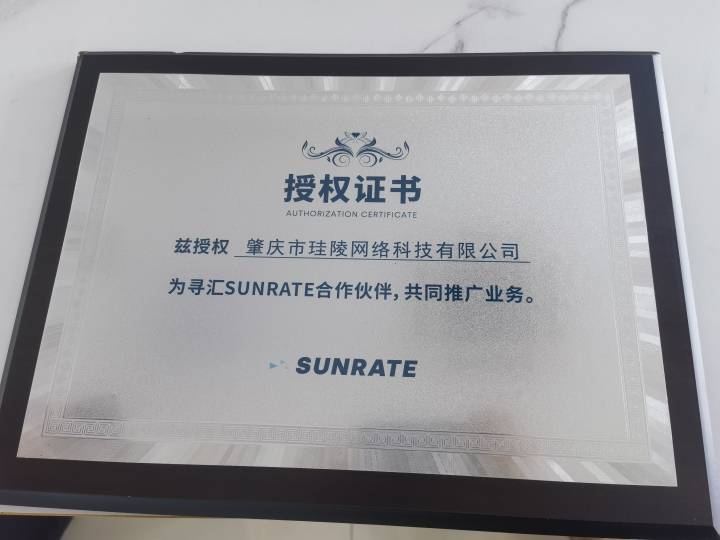 授权证书
AUTHORIZATION CERTIFICATE
兹授权 肇庆市珪陵网络科技有限公司
为寻汇SUNRATE合作伙伴，共同推广业务。
SUNRATE